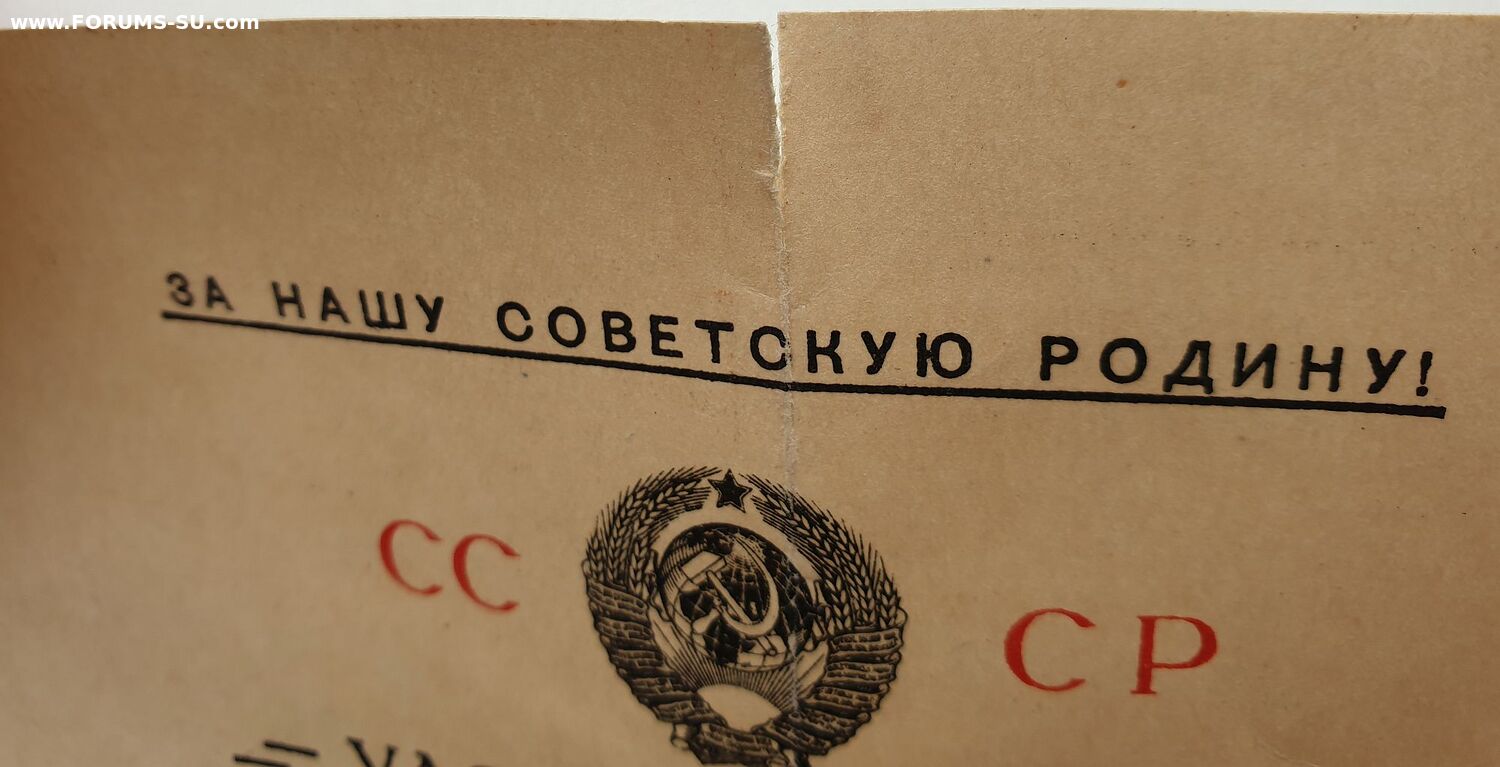 www.FORUMS-SU.com
ЗА НАШУ СОВЕТСКУЮ РОДИНУ!
СС СР